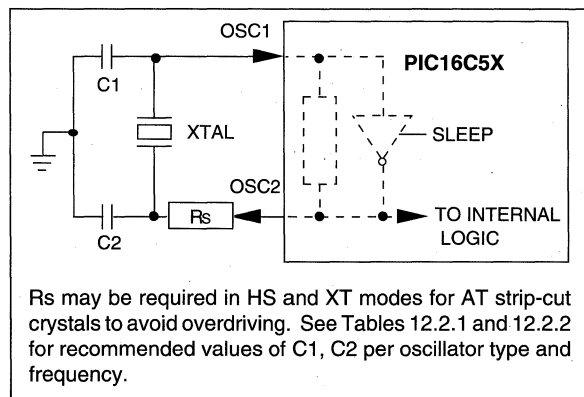 OSC1
PIC16C5X
C1
XTAL
SLEEP
OSC2
Rs
TO INTERNAL
LOGIC
C2
Rs may be required in HS and XT modes for AT strip-cut
crystals to avoid overdriving. See Tables 12.2.1 and 12.2.2
for recommended values of C1, C2 per oscillator type and
frequency.